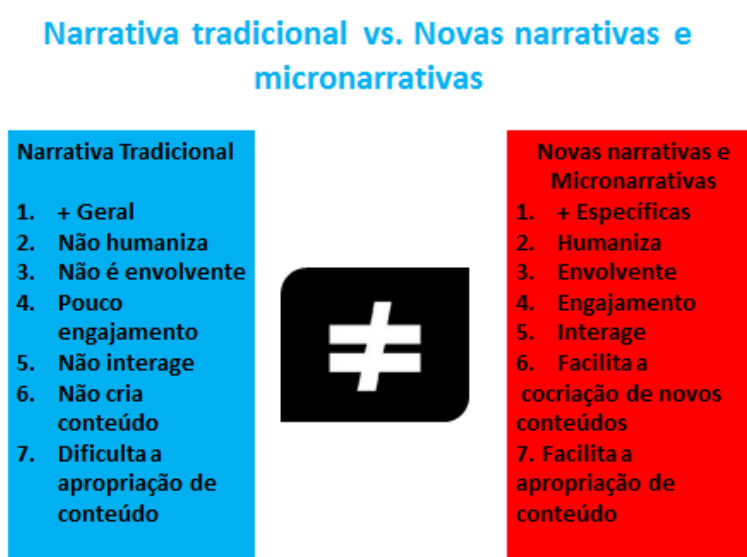 Narrativa tradicional vs. Novas narrativas e
micronarrativas
Narrativa Tradicional
1. + Geral
2. Não humaniza
3. Não é envolvente
4. Pouco
engajamento
5. Não interage
6. Não cria
conteúdo
7. Dificulta a
apropriação de
conteúdo
≠
Novas narrativas e
Micronarrativas
1. + Específicas
2. Humaniza
3. Envolvente
4. Engajamento
5. Interage
6. Facilita a
cocriação de novos
conteúdos
7. Facilita a
apropriação de
conteúdo